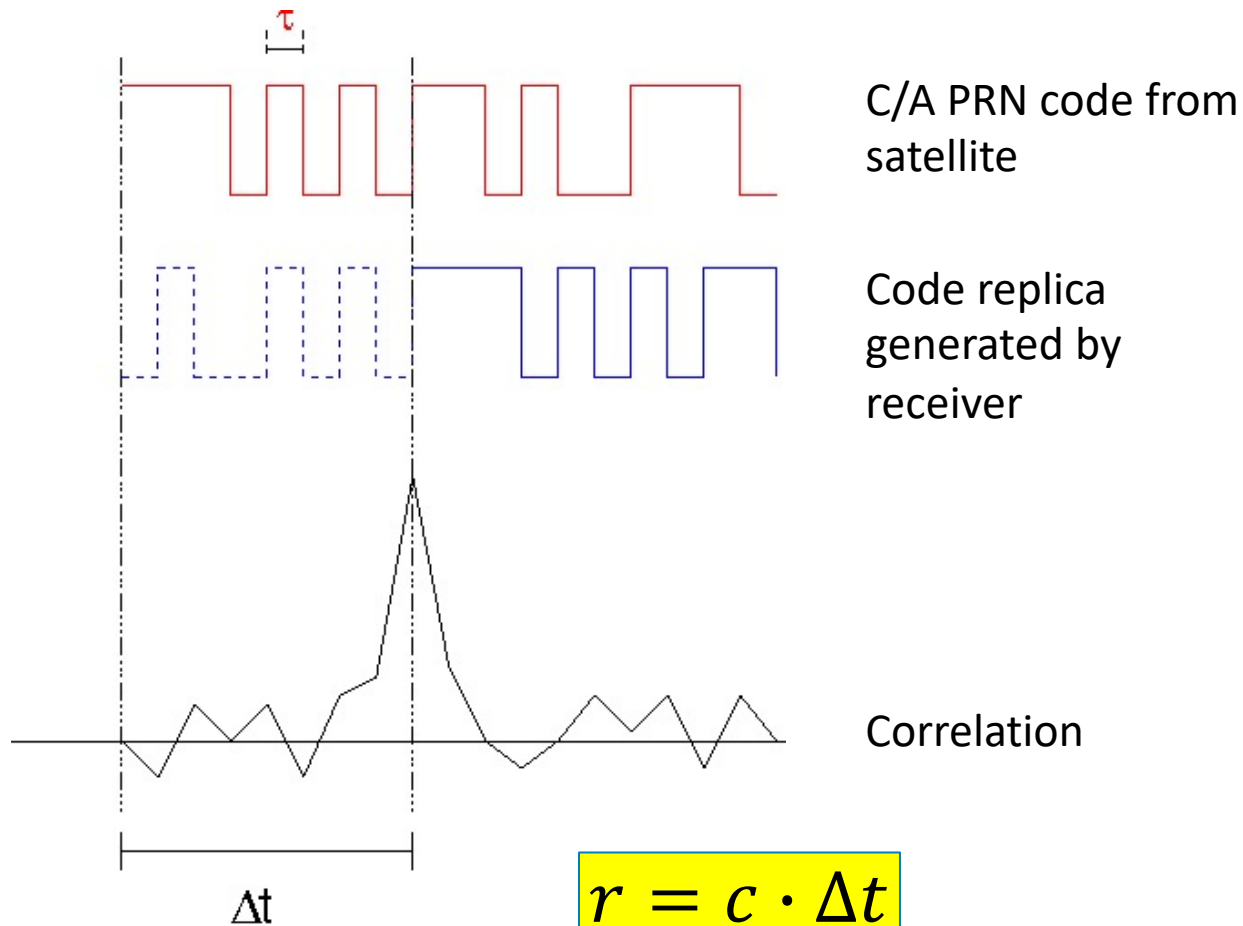 τ
C/A PRN code from
satellite
Code replica
generated by
receiver
Correlation
Δt
r = c · Δt